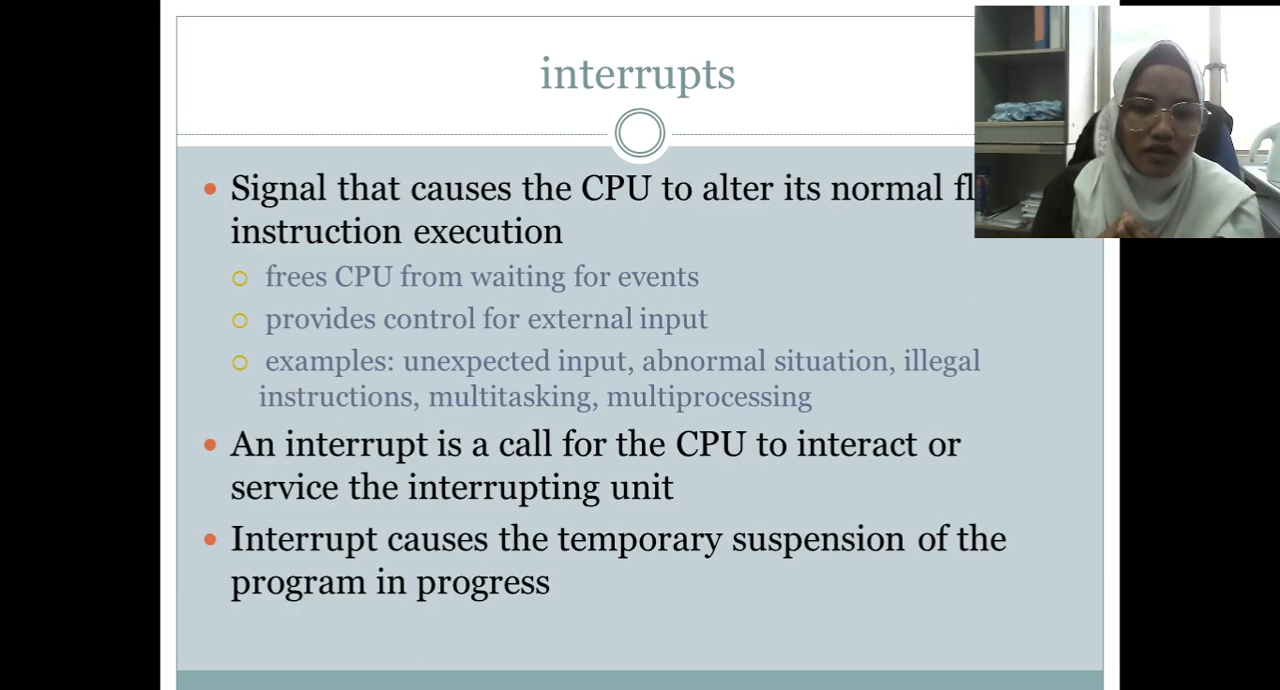 interrupts
• Signal that causes the CPU to alter its normal
instruction execution
○ frees CPU from waiting for events
○ provides control for external input
○ examples: unexpected input, abnormal situation, illegal
instructions, multitasking, multiprocessing
• An interrupt is a call for the CPU to interact or
service the interrupting unit
• Interrupt causes the temporary suspension of the
program in progress